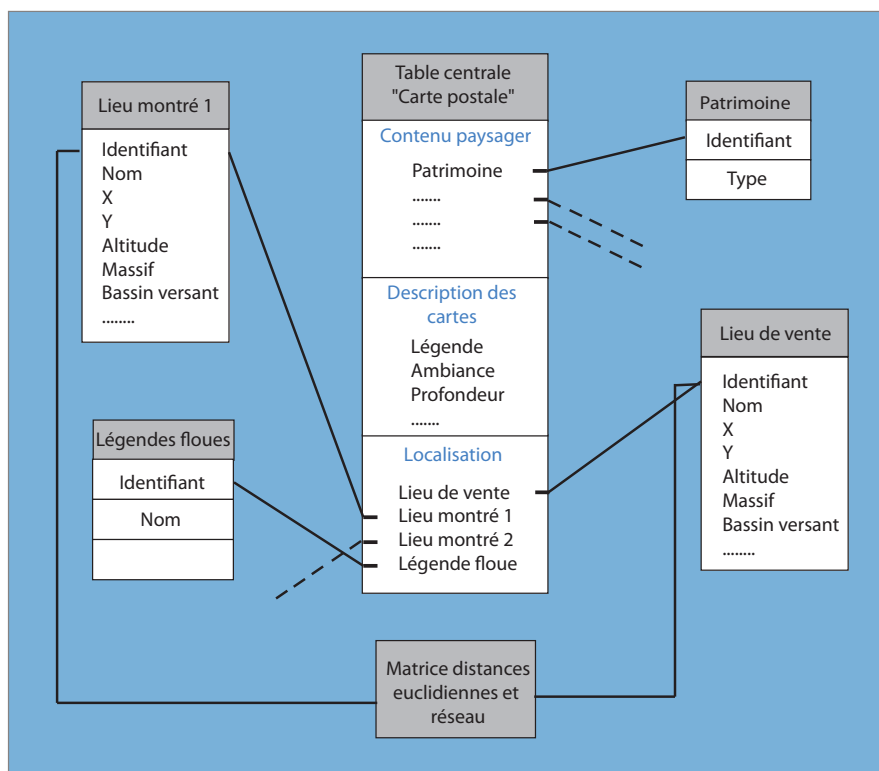 Lieu montré 1
Identifiant
Nom
X
Y
Altitude
Massif
Bassin versant
........
Légendes floues
Identifiant
Nom
Table centrale
"Carte postale"
Contenu paysager
Patrimoine
.......
.......
.......
Description des
cartes
Légende
Ambiance
Profondeur
.......
Localisation
Lieu de vente
Lieu montré 1
Lieu montré 2
Légende floue
Patrimoine
Identifiant
Type
Lieu de vente
Identifiant
Nom
X
Y
Altitude
Massif
Bassin versant
........
Matrice distances
euclidiennes et
réseau